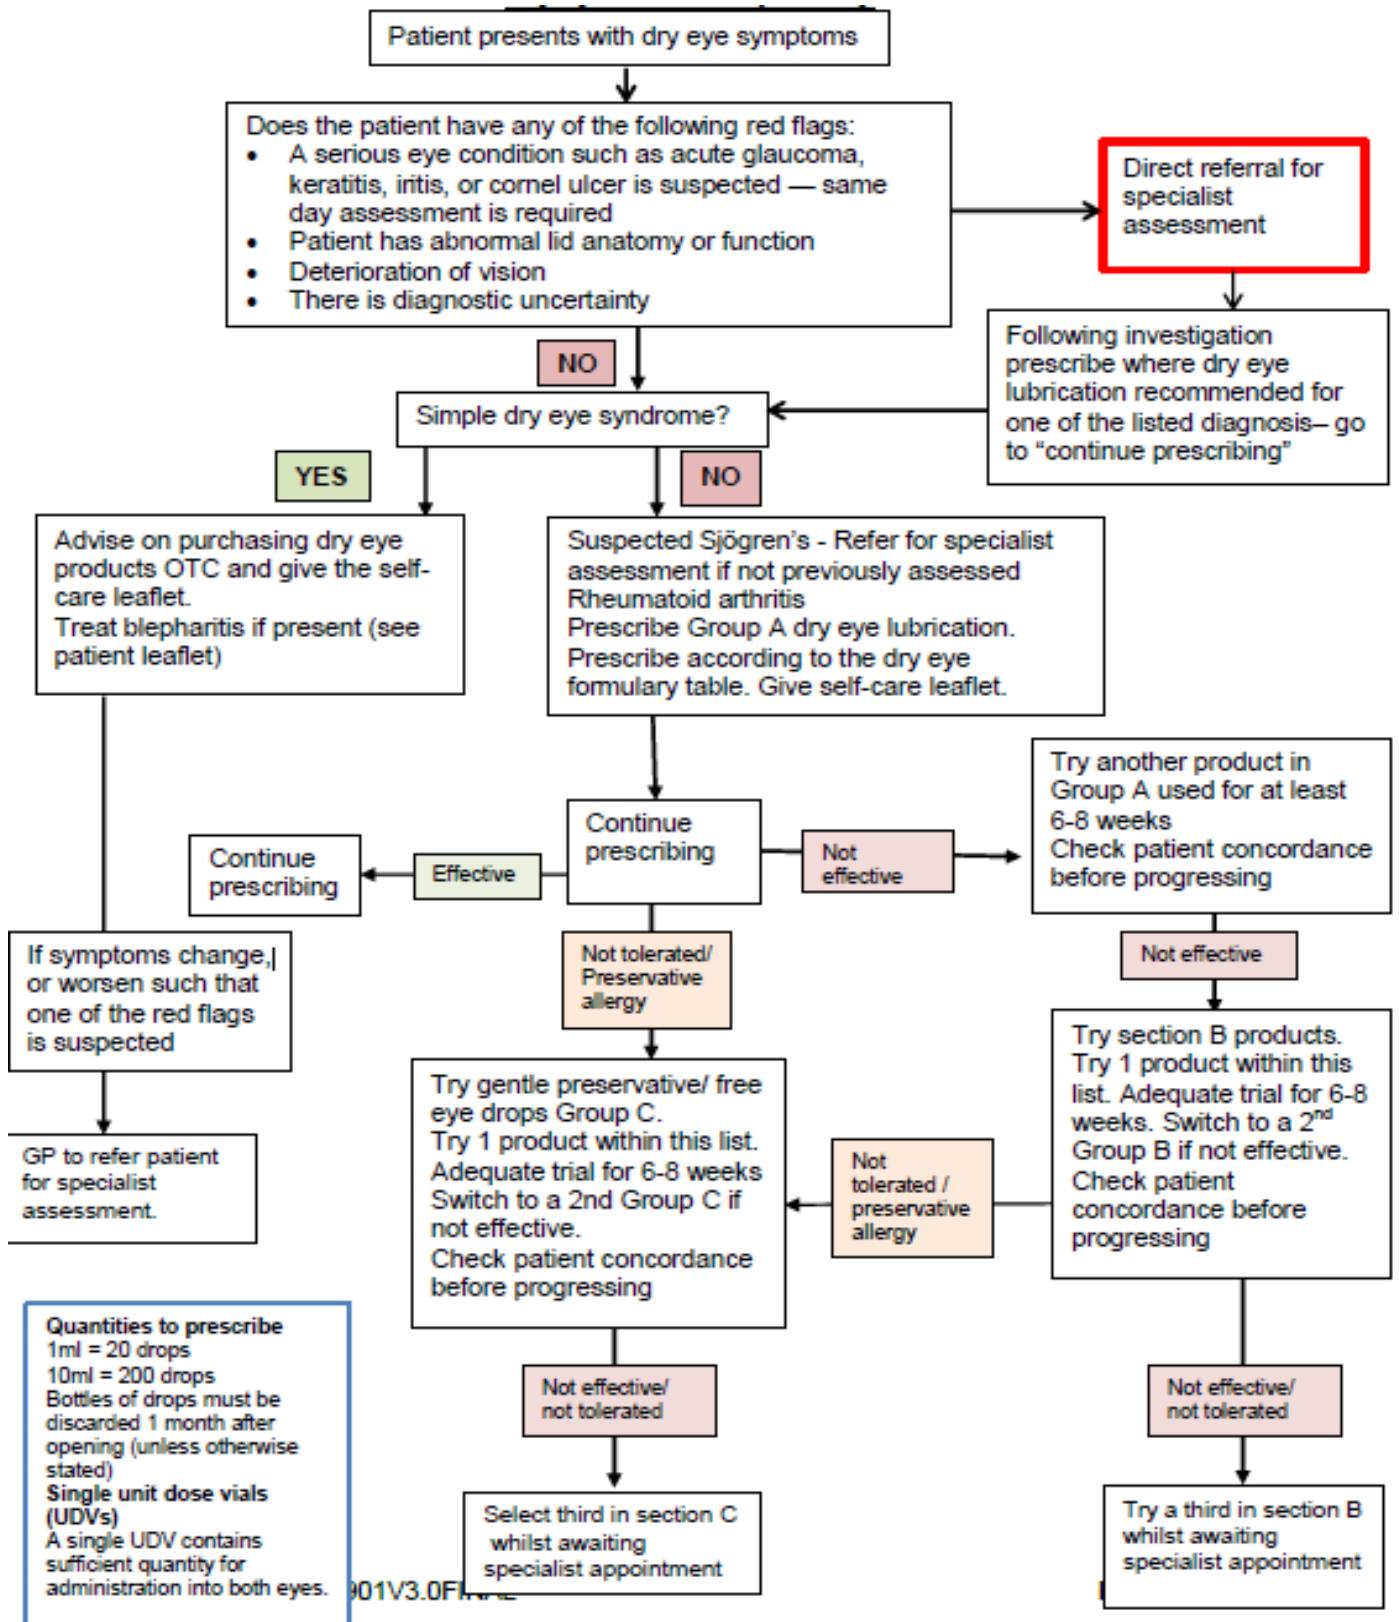 Patient presents with dry eye symptoms
Does the patient have any of the following red flags:
• A serious eye condition such as acute glaucoma,
keratitis, iritis, or cornel ulcer is suspected — same
day assessment is required
• Patient has abnormal lid anatomy or function
• Deterioration of vision
• There is diagnostic uncertainty
Direct referral for
specialist
assessment
Following investigation
prescribe where dry eye
lubrication recommended for
one of the listed diagnosis– go
to “continue prescribing”
NO
Simple dry eye syndrome?
YES
NO
Advise on purchasing dry eye
products OTC and give the self-
care leaflet.
Treat blepharitis if present (see
patient leaflet)
Suspected Sjögren's - Refer for specialist
assessment if not previously assessed
Rheumatoid arthritis
Prescribe Group A dry eye lubrication.
Prescribe according to the dry eye
formulary table. Give self-care leaflet.
Continue
prescribing
Effective
Continue
prescribing
Not
effective
Try another product in
Group A used for at least
6-8 weeks
Check patient concordance
before progressing
If symptoms change,
or worsen such that
one of the red flags
is suspected
Not tolerated/
Preservative
allergy
Not effective
GP to refer patient
for specialist
assessment.
Try gentle preservative/ free
eye drops Group C.
Try 1 product within this list.
Adequate trial for 6-8 weeks
Switch to a 2nd Group C if
not effective.
Check patient concordance
before progressing
Not
tolerated /
preservative
allergy
Try section B products.
Try 1 product within this
list. Adequate trial for 6-8
weeks. Switch to a 2nd
Group B if not effective.
Check patient
concordance before
progressing
Quantities to prescribe
1ml = 20 drops
10ml = 200 drops
Bottles of drops must be
discarded 1 month after
opening (unless otherwise
stated)
Single unit dose vials
(UDVs)
A single UDV contains
sufficient quantity for
administration into both eyes.
Not effective/
not tolerated
Not effective/
not tolerated
Select third in section C
whilst awaiting
specialist appointment
Try a third in section B
whilst awaiting
specialist appointment